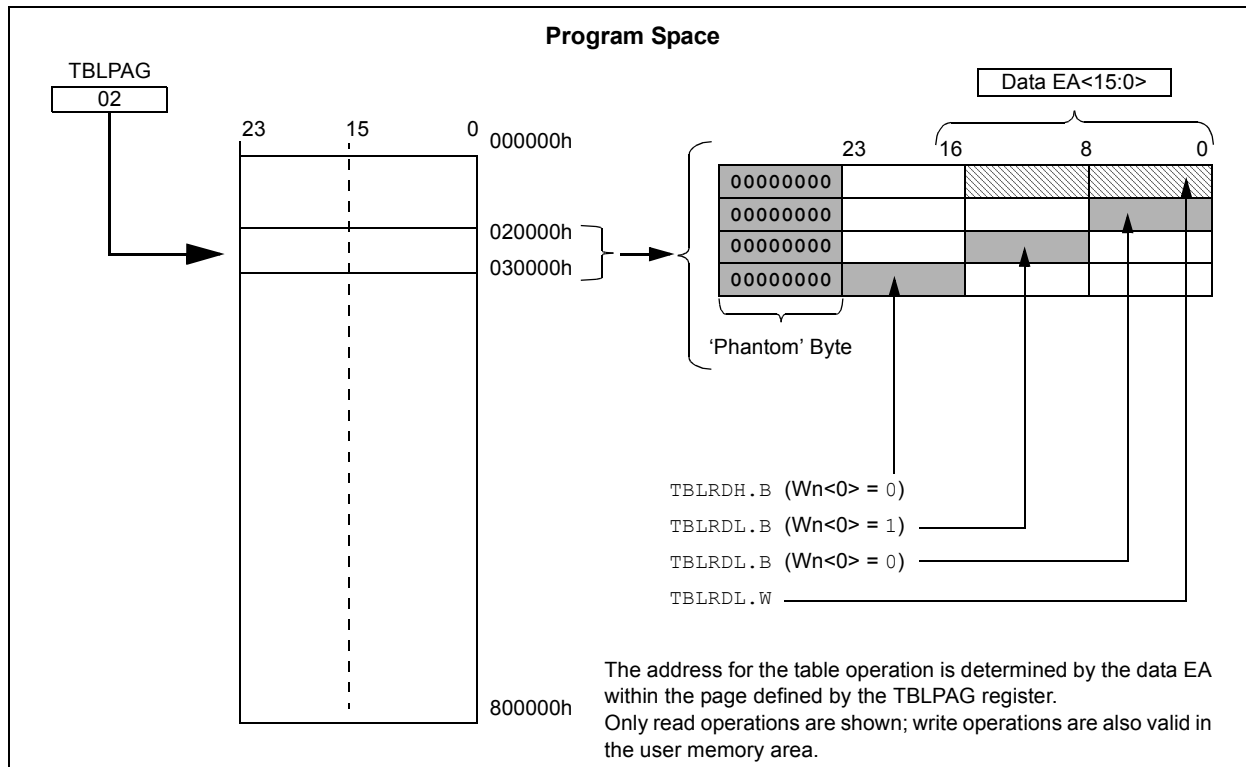 Program Space
TBLPAG
02
Data EA<15:0>
23 15 0
000000h
020000h
030000h
800000h
23 16 8 0
00000000
00000000
00000000
00000000
‘Phantom’ Byte
TBLRDH.B (Wn<0> = 0)
TBLRDL.B (Wn<0> = 1)
TBLRDL.B (Wn<0> = 0)
TBLRDL.W
The address for the table operation is determined by the data EA
within the page defined by the TBLPAG register.
Only read operations are shown; write operations are also valid in
the user memory area.